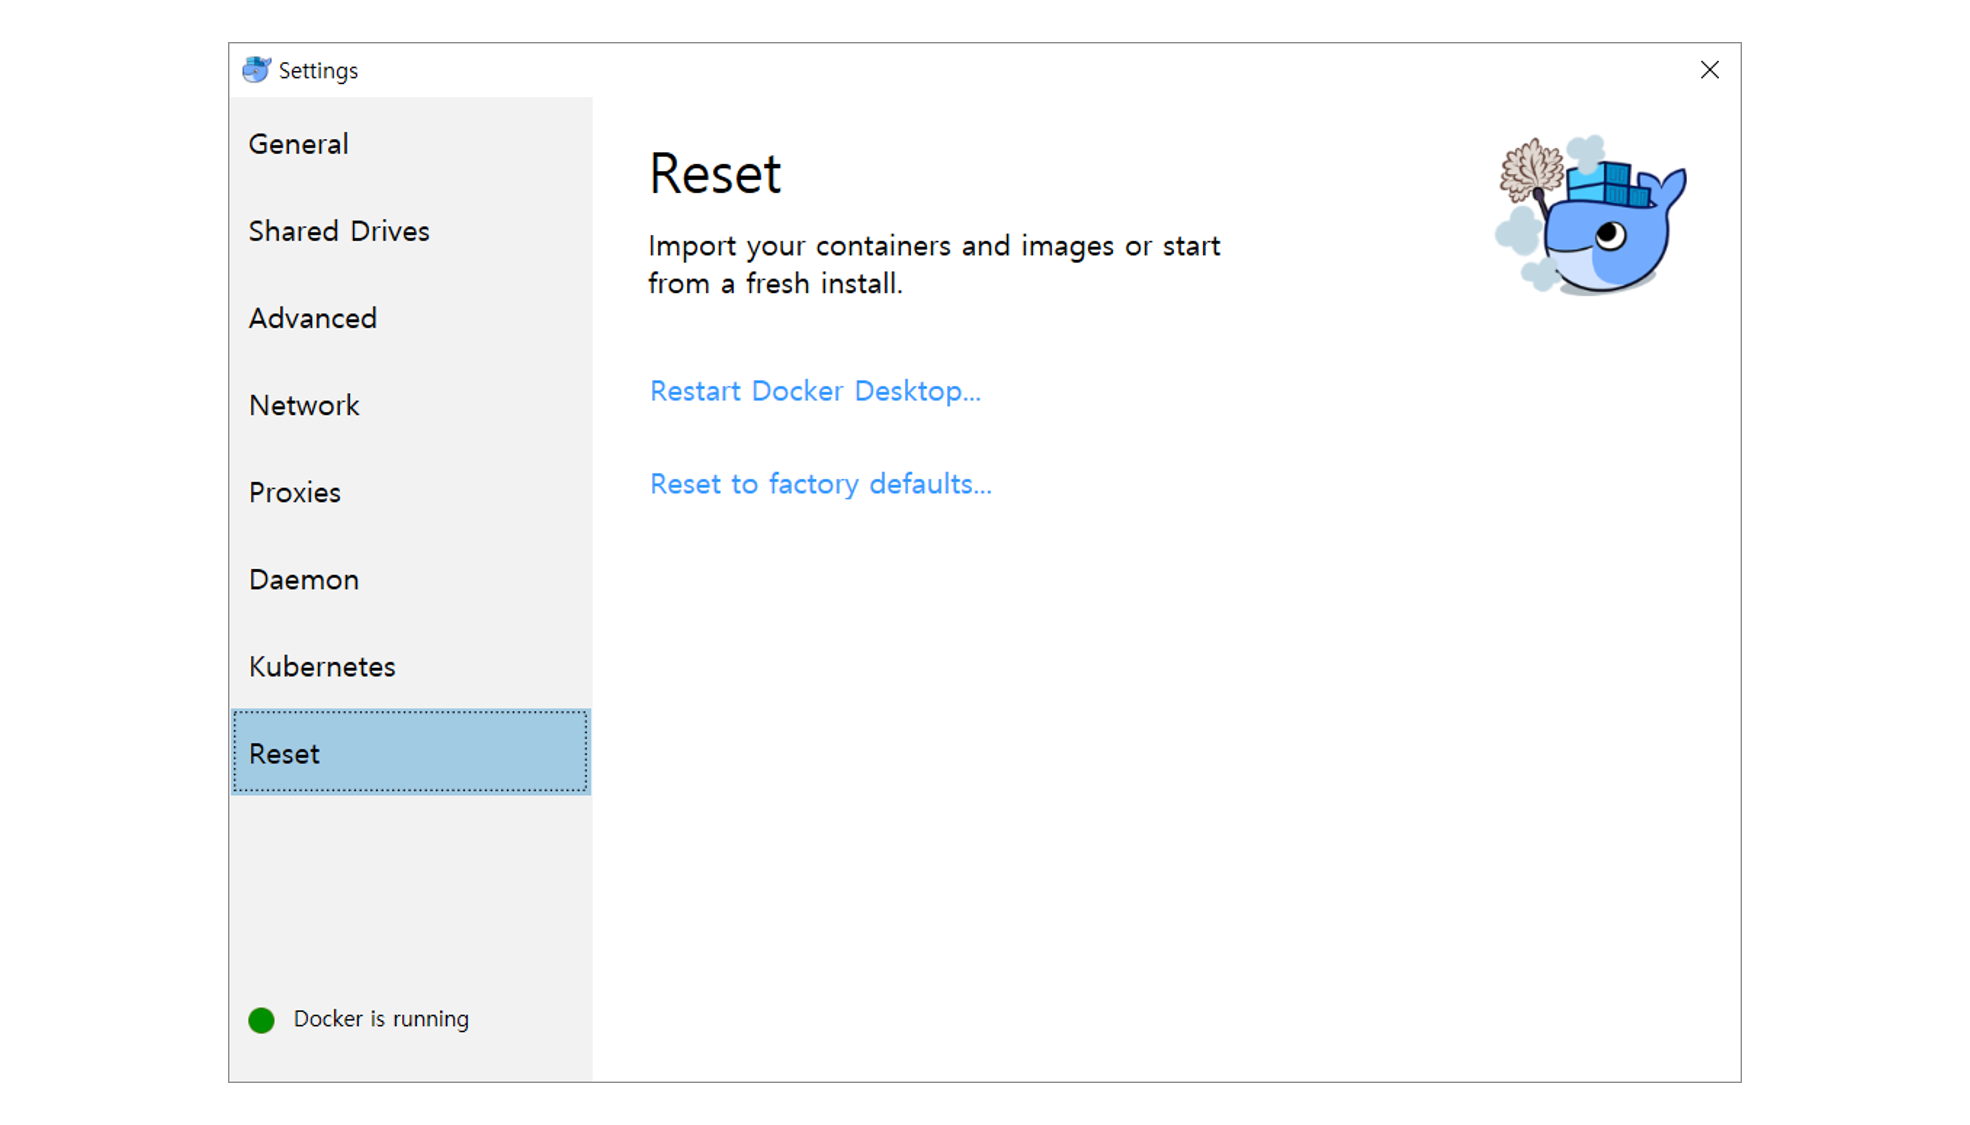 Settings
General
Shared Drives
Advanced
Network
Proxies
Daemon
Kubernetes
Reset
Docker is running
Reset
Import your containers and images or start
from a fresh install.
Restart Docker Desktop...
Reset to factory defaults...